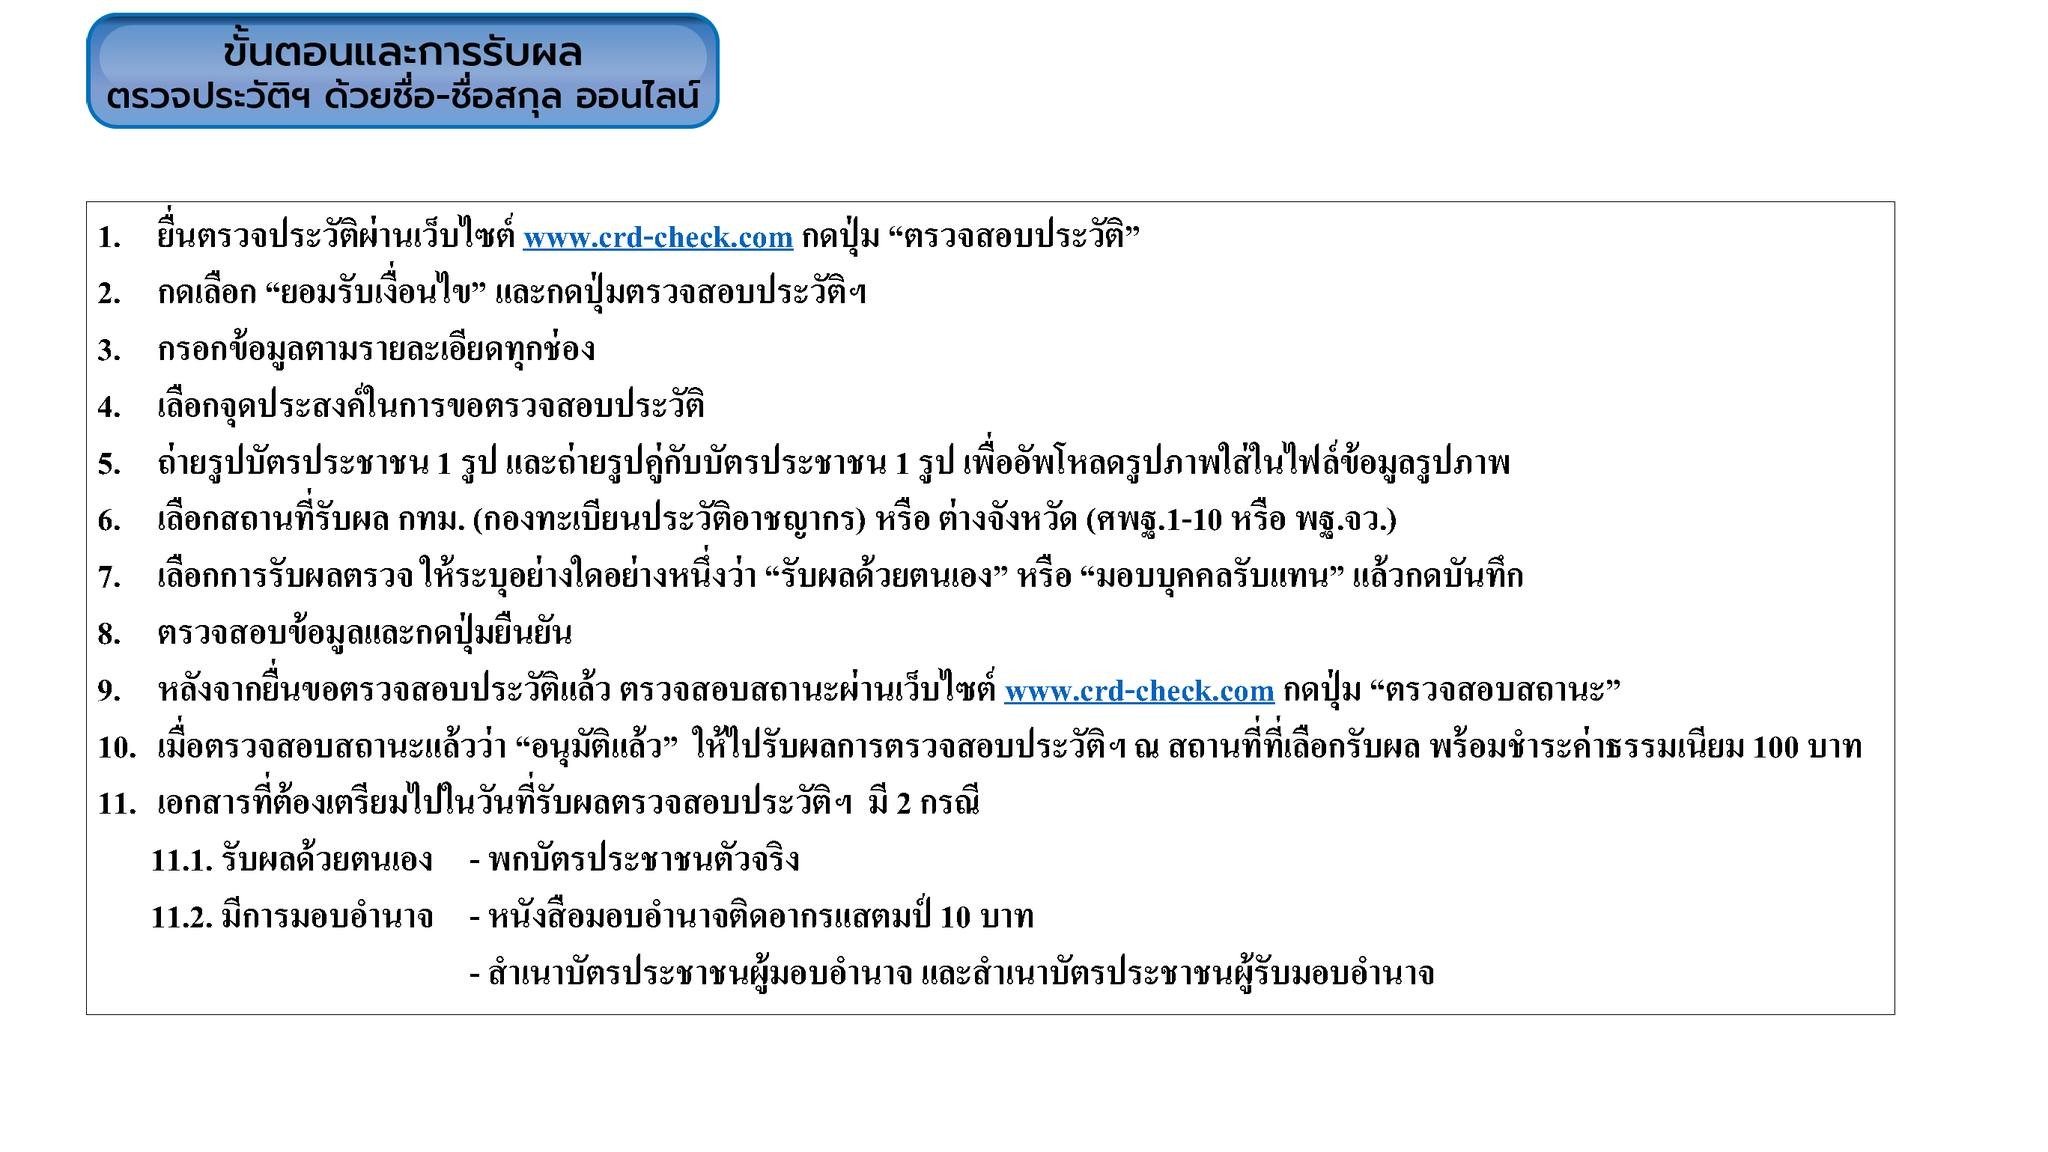 ขั้นตอนและการรับผล
ตรวจประวัติฯ ด้วยชื่อ-ชื่อสกุล ออนไลน์
1. ยื่นตรวจประวัติผ่านเว็บไซต์ www.crd-check.com กดปุ่ม “ตรวจสอบประวัติ”
2. กดเลือก “ยอมรับเงื่อนไข” และกดปุ่มตรวจสอบประวัติฯ
3. กรอกข้อมูลตามรายละเอียดทุกช่อง
4. เลือกจุดประสงค์ในการขอตรวจสอบประวัติ
5. ถ่ายรูปบัตรประชาชน 1 รูป และถ่ายรูปคู่กับบัตรประชาชน 1 รูป เพื่ออัพโหลดรูปภาพใส่ในไฟล์ข้อมูลรูปภาพ
6. เลือกสถานที่รับผล กทม. (กองทะเบียนประวัติอาชญากร) หรือ ต่างจังหวัด (ศพฐ.1-10 หรือ พฐ.จว.)
7. เลือกการรับผลตรวจ ให้ระบุอย่างใดอย่างหนึ่งว่า “รับผลด้วยตนเอง” หรือ “มอบบุคคลรับแทน” แล้วกดบันทึก
8. ตรวจสอบข้อมูลและกดปุ่มยืนยัน
9. หลังจากยื่นขอตรวจสอบประวัติแล้ว ตรวจสอบสถานะผ่านเว็บไซต์ www.crd-check.com กดปุ่ม “ตรวจสอบสถานะ”
10. เมื่อตรวจสอบสถานะแล้วว่า “อนุมัติแล้ว” ให้ไปรับผลการตรวจสอบประวัติฯ ณ สถานที่ที่เลือกรับผล พร้อมชำระค่าธรรมเนียม 100 บาท
11. เอกสารที่ต้องเตรียมไปในวันที่รับผลตรวจสอบประวัติฯ มี 2 กรณี
11.1. รับผลด้วยตนเอง - พกบัตรประชาชนตัวจริง
11.2. มีการมอบอำนาจ - หนังสือมอบอำนาจติดอากรแสตมป์ 10 บาท
- สำเนาบัตรประชาชนผู้มอบอำนาจ และสำเนาบัตรประชาชนผู้รับมอบอำนาจ